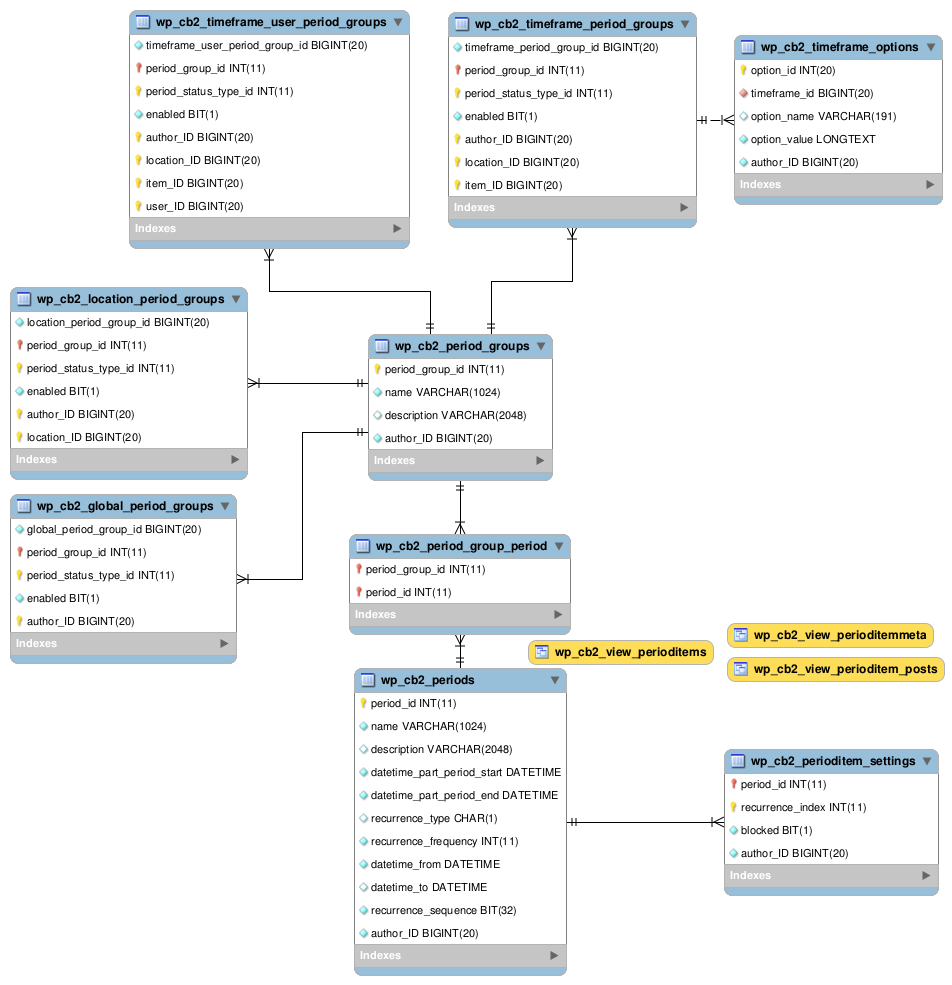 wp_cb2_timeframe_user_period_groups
timeframe_user_period_group_id BIGINT(20)
period_group_id INT(11)
period_status_type_id INT(11)
enabled BIT(1)
author_ID BIGINT(20)
location_ID BIGINT(20)
item_ID BIGINT(20)
user_ID BIGINT(20)
Indexes
wp_cb2_timeframe_period_groups
timeframe_period_group_id BIGINT(20)
period_group_id INT(11)
period_status_type_id INT(11)
enabled BIT(1)
author_ID BIGINT(20)
location_ID BIGINT(20)
item_ID BIGINT(20)
Indexes
wp_cb2_timeframe_options
option_id INT(20)
timeframe_id BIGINT(20)
option_name VARCHAR(191)
option_value LONGTEXT
author_ID BIGINT(20)
Indexes
wp_cb2_location_period_groups
location_period_group_id BIGINT(20)
period_group_id INT(11)
period_status_type_id INT(11)
enabled BIT(1)
author_ID BIGINT(20)
location_ID BIGINT(20)
Indexes
wp_cb2_period_groups
period_group_id INT(11)
name VARCHAR(1024)
description VARCHAR(2048)
author_ID BIGINT(20)
Indexes
wp_cb2_global_period_groups
global_period_group_id BIGINT(20)
period_group_id INT(11)
period_status_type_id INT(11)
enabled BIT(1)
author_ID BIGINT(20)
Indexes
wp_cb2_period_group_period
period_group_id INT(11)
period_id INT(11)
Indexes
wp_cb2_view_perioditems
wp_cb2_view_perioditemmeta
wp_cb2_view_perioditem_posts
wp_cb2_periods
period_id INT(11)
name VARCHAR(1024)
description VARCHAR(2048)
datetime_part_period_start DATETIME
datetime_part_period_end DATETIME
recurrence_type CHAR(1)
recurrence_frequency INT(11)
datetime_from DATETIME
datetime_to DATETIME
recurrence_sequence BIT(32)
author_ID BIGINT(20)
Indexes
wp_cb2_perioditem_settings
period_id INT(11)
recurrence_index INT(11)
blocked BIT(1)
author_ID BIGINT(20)
Indexes